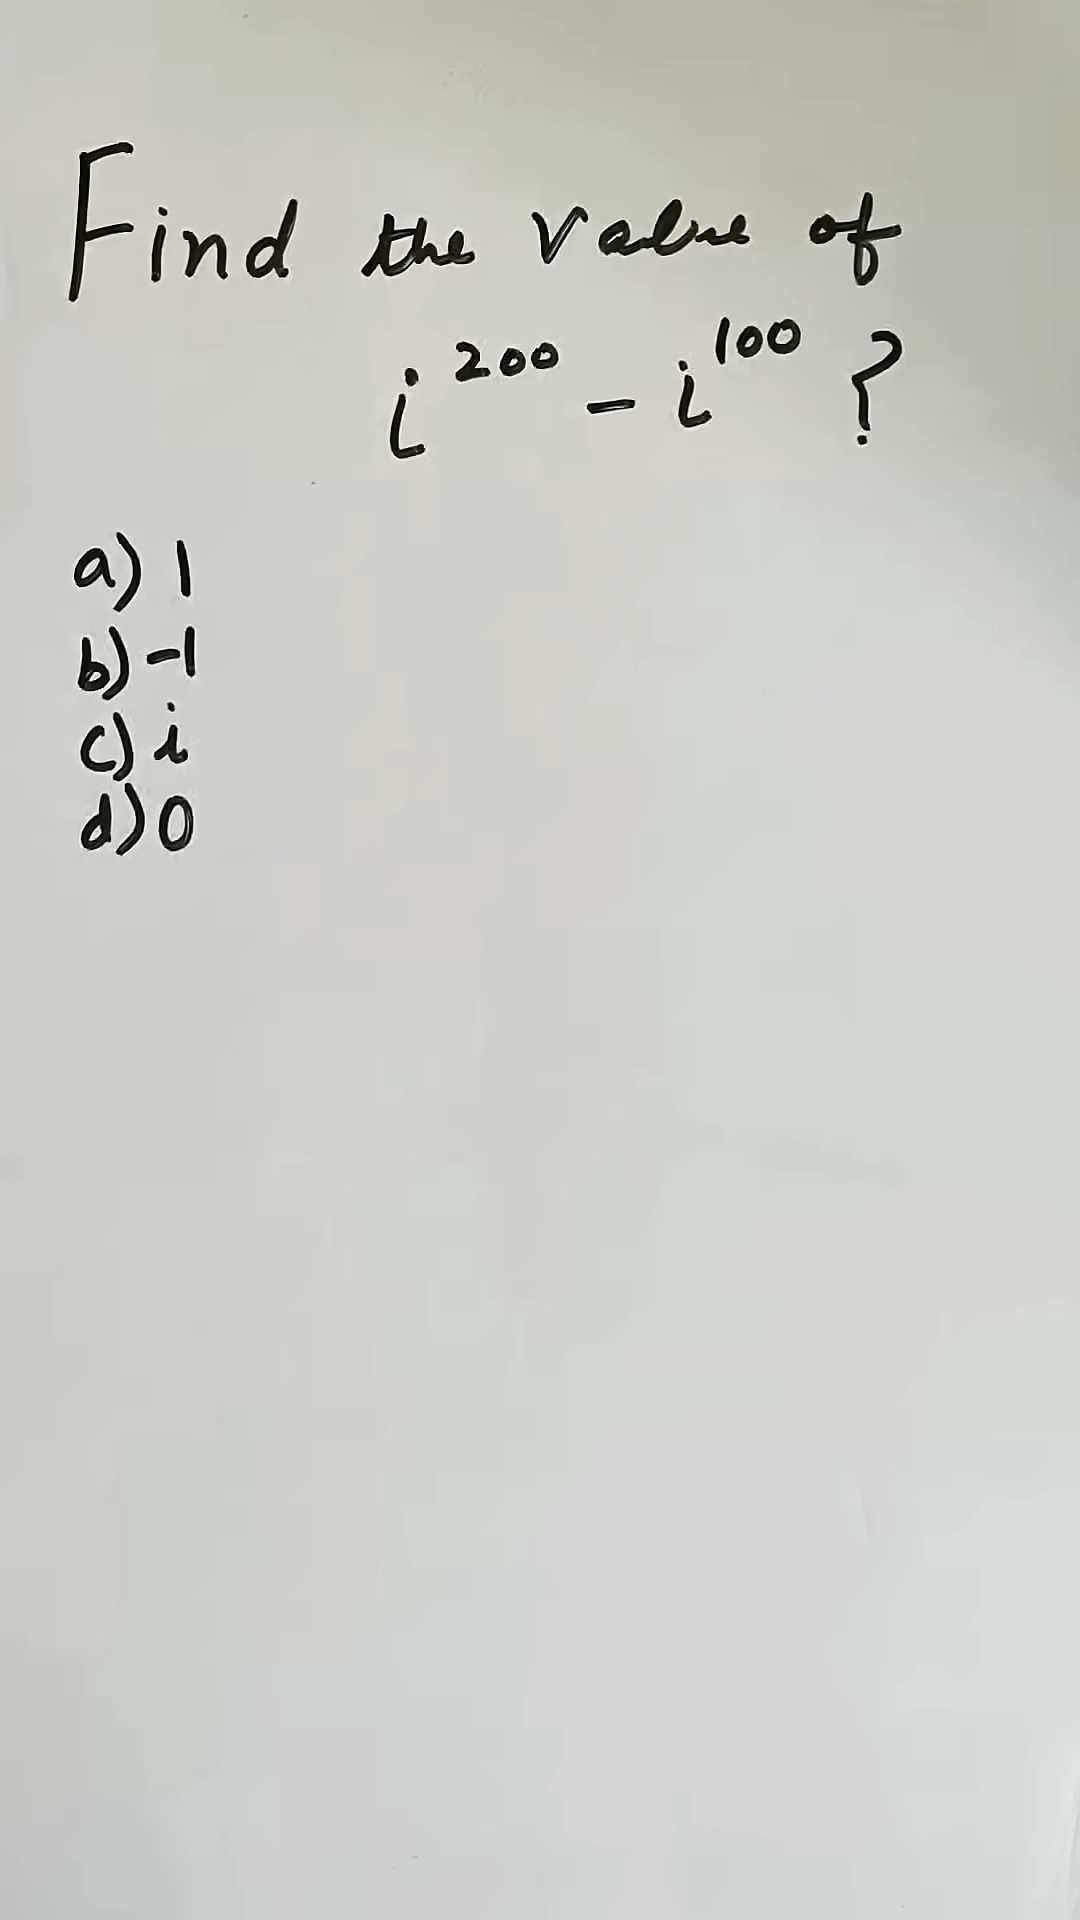 Find the value of
i^200 - i^100 ?
a) 1
b) -1
c) i
d) 0